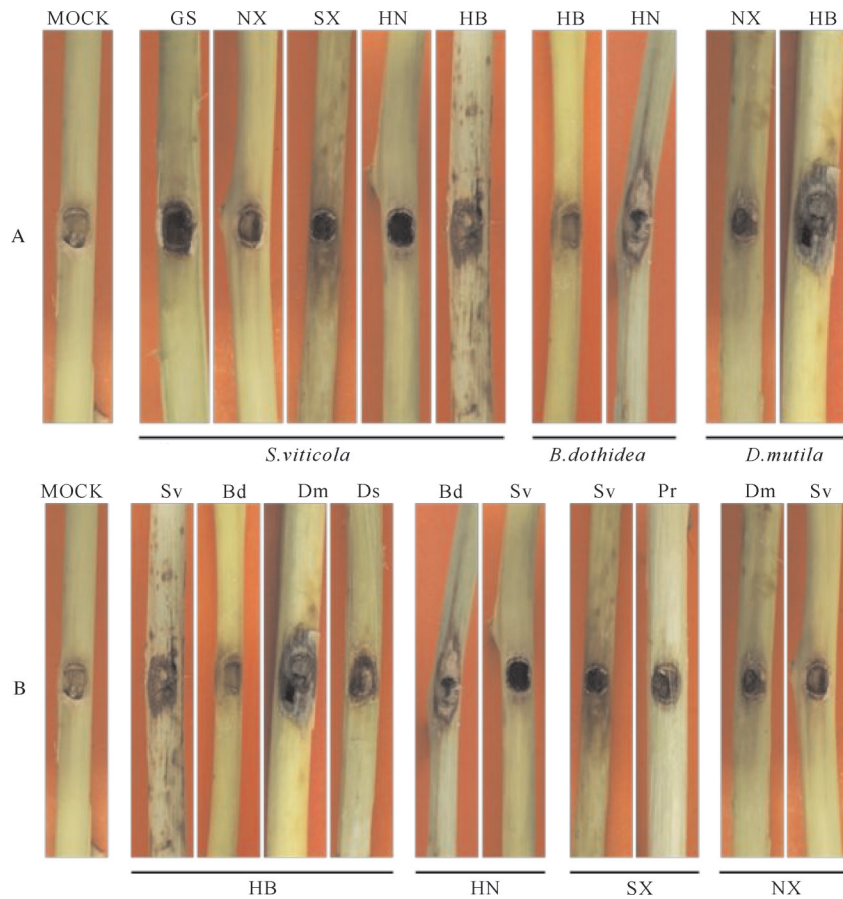 MOCK GS NX SX HN HB HB HN NX HB
A
S.viticola B.dothidea D.mutila
MOCK Sv Bd Dm Ds Bd Sv Sv Pr Dm Sv
B
HB HN SX NX